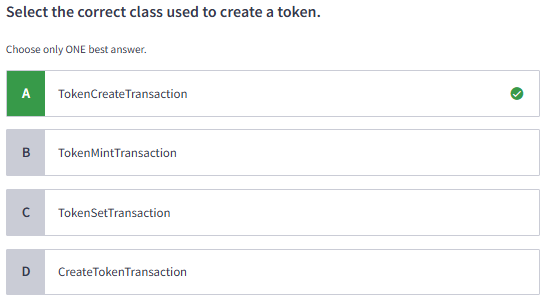 Select the correct class used to create a token.
Choose only ONE best answer.
A TokenCreateTransaction
B TokenMintTransaction
C TokenSetTransaction
D CreateTokenTransaction